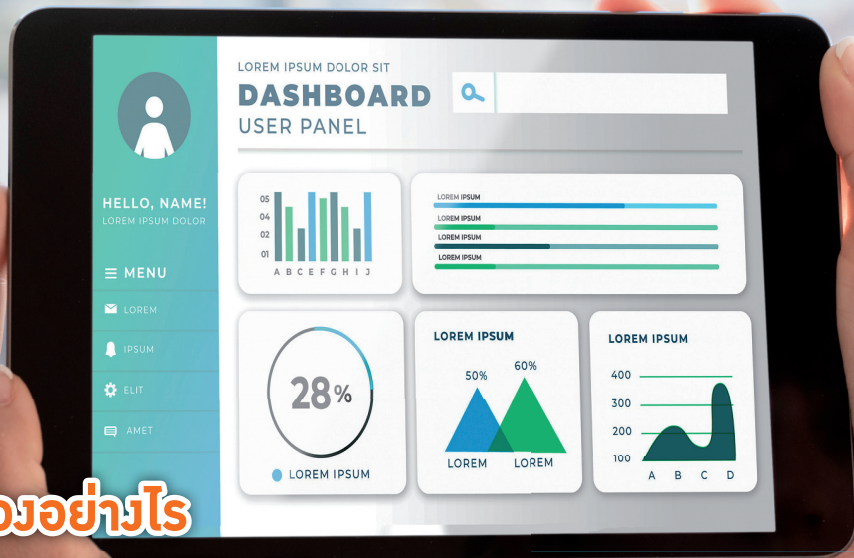 LOREM IPSUM DOLOR SIT
DASHBOARD
USER PANEL
HELLO, NAME!
LOREM IPSUM DOLOR
MENU
LOREM
IPSUM
ELIT
AMET
05
04
02
01
A B C E F G H I J
LOREM IPSUM
LOREM IPSUM
LOREM IPSUM
LOREM IPSUM
28%
LOREM IPSUM
LOREM IPSUM
50%
60%
LOREM
LOREM
LOREM IPSUM
400
300
200
100
A B C D
อย่างไร